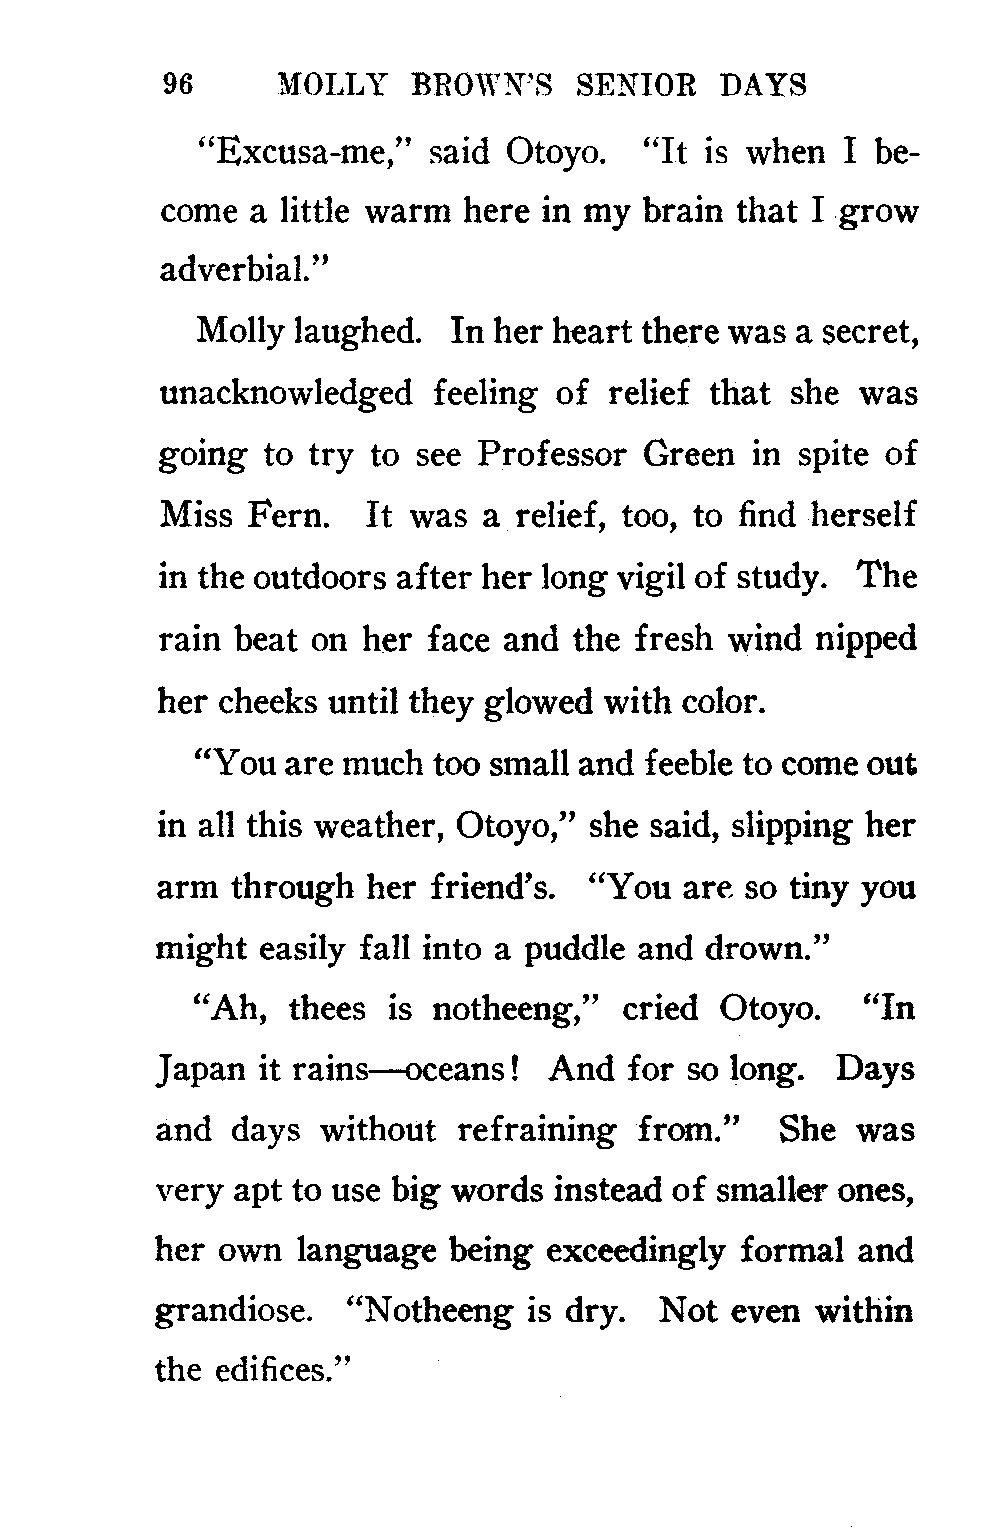 96 MOLLY BROWN'S SENIOR DAYS
“Excusa-me,” said Otoyo. “It is when I be-
come a little warm here in my brain that I grow
adverbial.”
Molly laughed. In her heart there was a secret,
unacknowledged feeling of relief that she was
going to try to see Professor Green in spite of
Miss Fern. It was a relief, too, to find herself
in the outdoors after her long vigil of study. The
rain beat on her face and the fresh wind nipped
her cheeks until they glowed with color.
“You are much too small and feeble to come out
in all this weather, Otoyo,” she said, slipping her
arm through her friend's. “You are so tiny you
might easily fall into a puddle and drown.”
“Ah, thees is notheeng,” cried Otoyo. “In
Japan it rains—oceans! And for so long. Days
and days without refraining from.” She was
very apt to use big words instead of smaller ones,
her own language being exceedingly formal and
grandiose. “Notheeng is dry. Not even within
the edifices.”